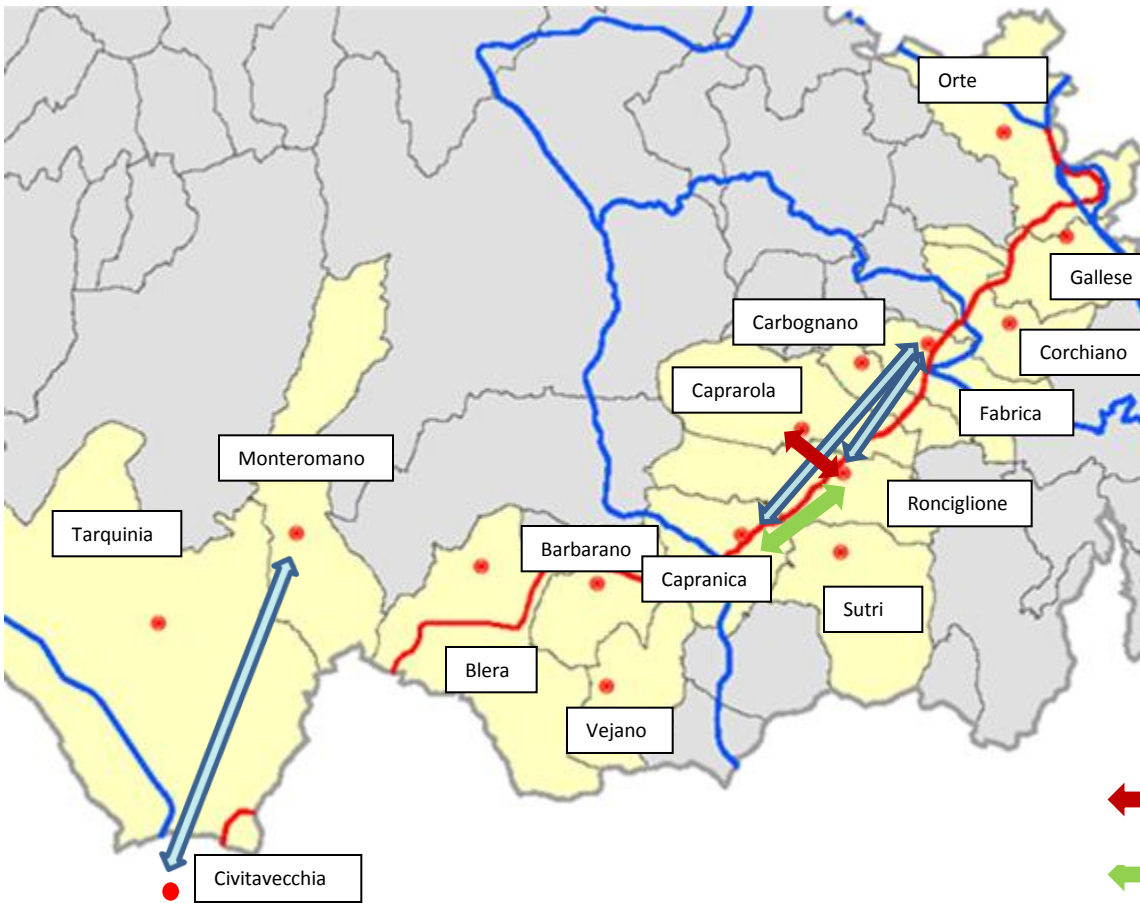 Orte
Gallese
Carbognano
Corchiano
Caprarola
Fabrica
Monteromano
Ronciglione
Tarquinia
Barbarano
Capranica
Sutri
Blera
Vejano
Civitavecchia